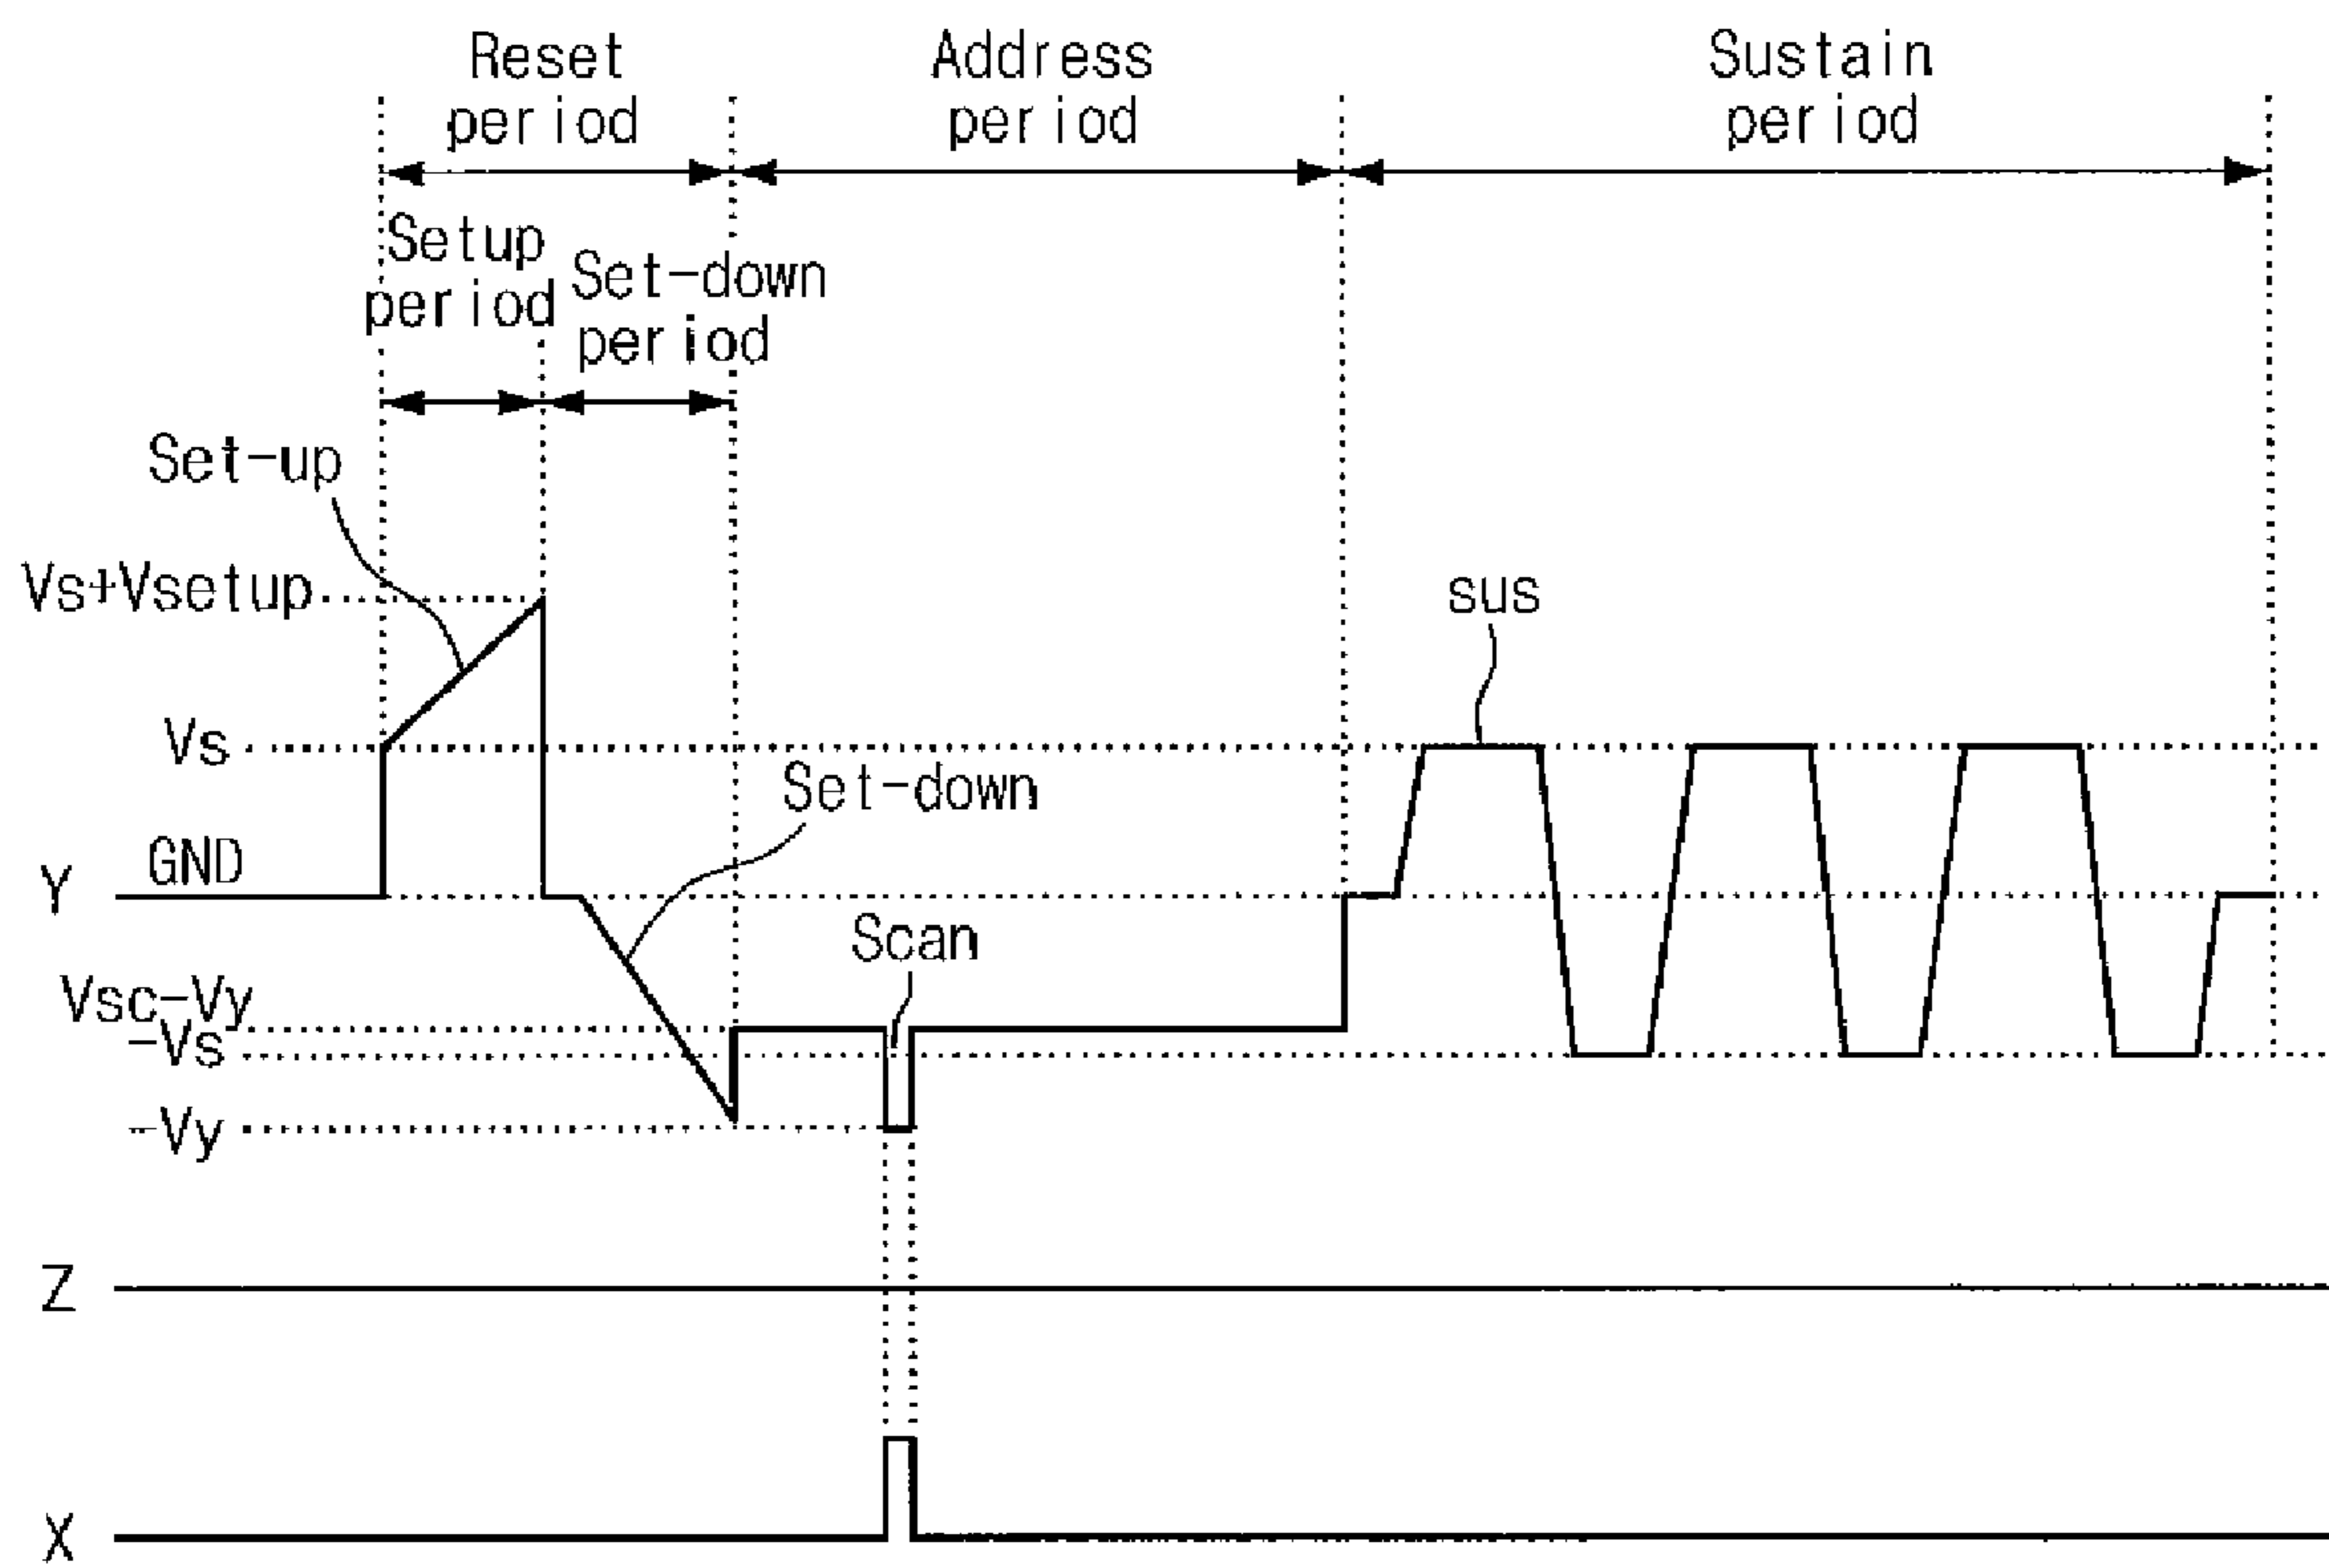 Reset
period
Address
period
Sustain
period
Setup
period
Set-down
period
Set-up
Vs+Vsetup
sus
Vs
Set-down
GND
Y
Scan
Vsc-Vy
-Vs
-Vy
Z
X